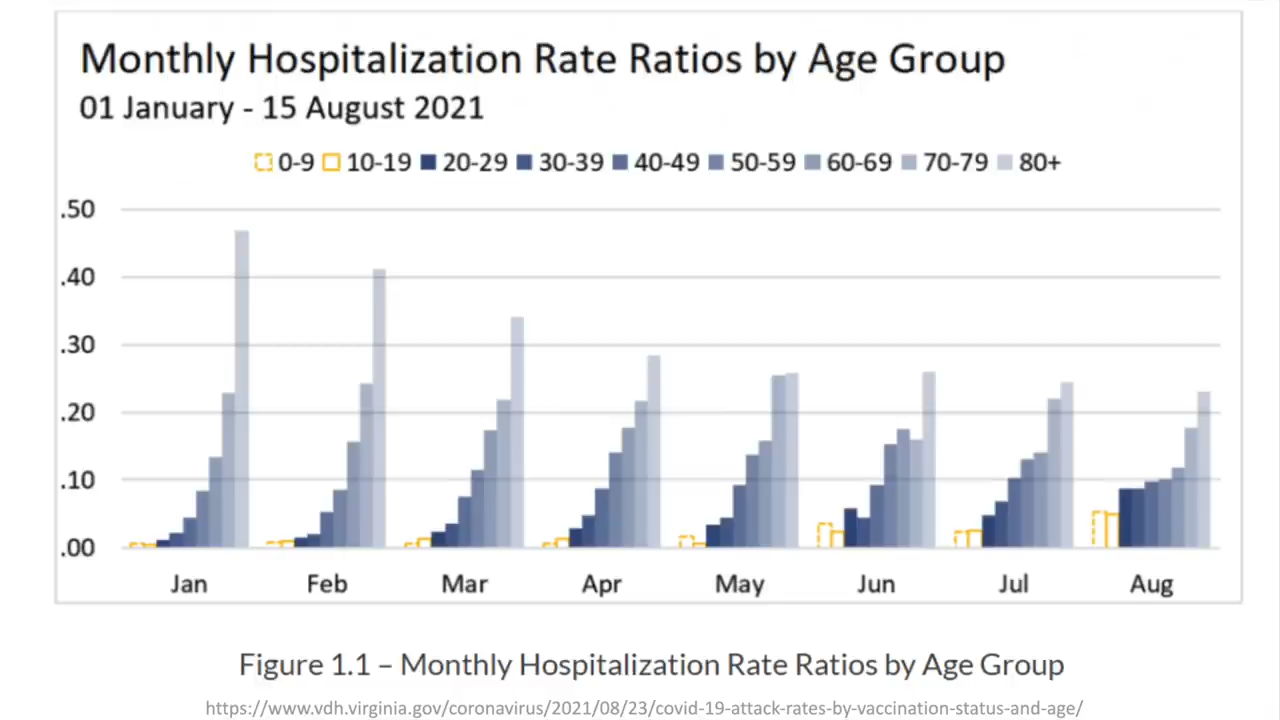 Monthly Hospitalization Rate Ratios by Age Group
01 January - 15 August 2021
0-9 10-19 20-29 30-39 40-49 50-59 60-69 70-79 80+
.50
.40
.30
.20
.10
.00
Jan Feb Mar Apr May Jun Jul Aug
Figure 1.1 – Monthly Hospitalization Rate Ratios by Age Group
https://www.vdh.virginia.gov/coronavirus/2021/08/23/covid-19-attack-rates-by-vaccination-status-and-age/